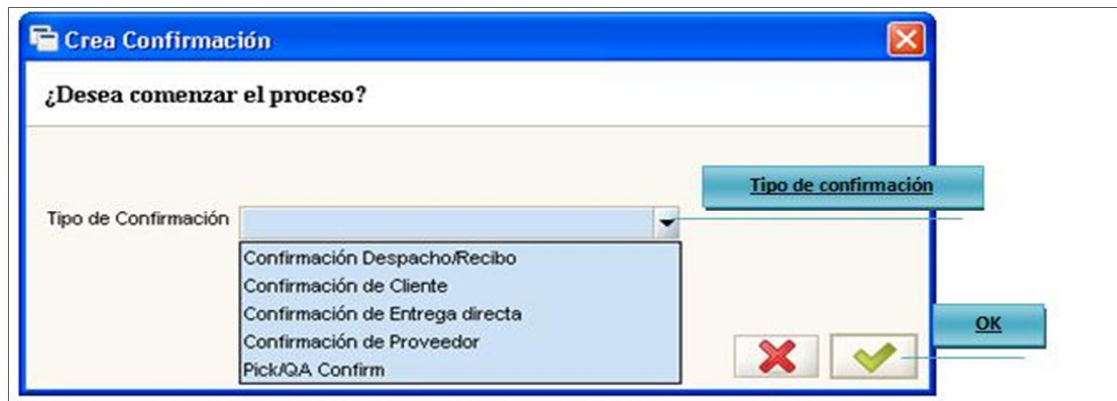 Crea Confirmación
¿Desea comenzar el proceso?
Tipo de confirmación
Tipo de Confirmación
Confirmación Despacho/Recibo
Confirmación de Cliente
Confirmación de Entrega directa
Confirmación de Proveedor
Pick/QA Confirm
OK